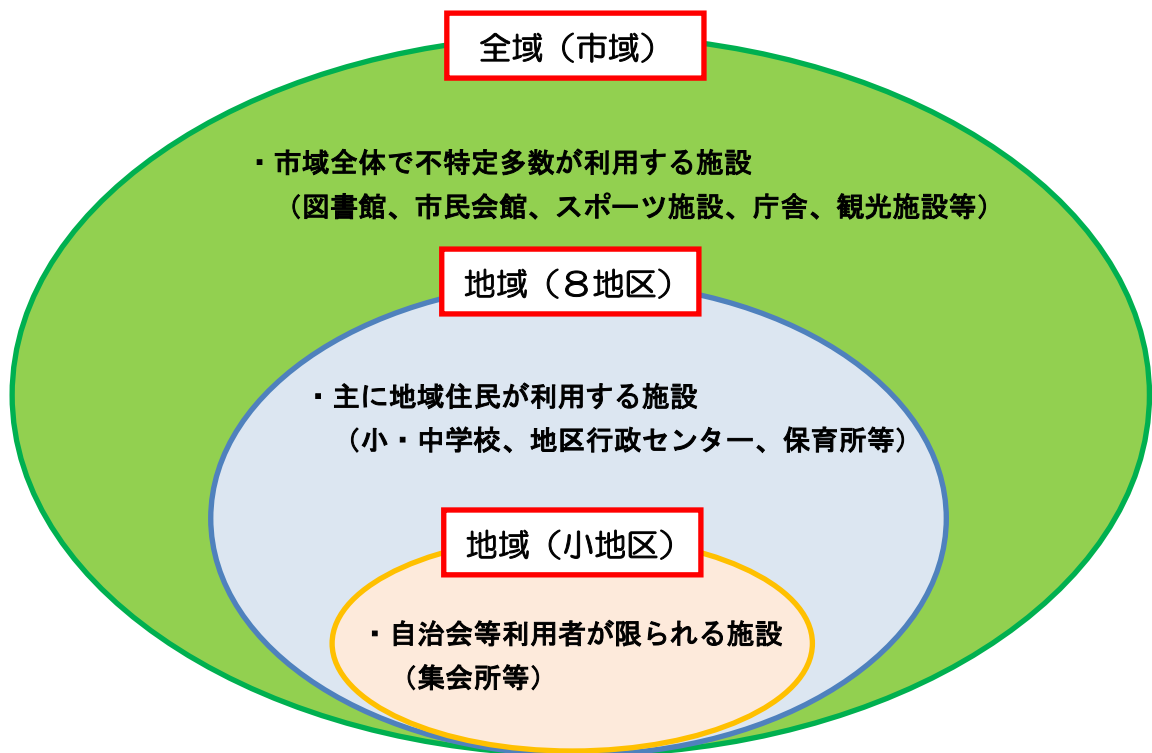 全域（市域）
・市域全体で不特定多数が利用する施設
（図書館、市民会館、スポーツ施設、庁舎、観光施設等）
地域（８地区）
・主に地域住民が利用する施設
（小・中学校、地区行政センター、保育所等）
地域（小地区）
・自治会等利用者が限られる施設
（集会所等）